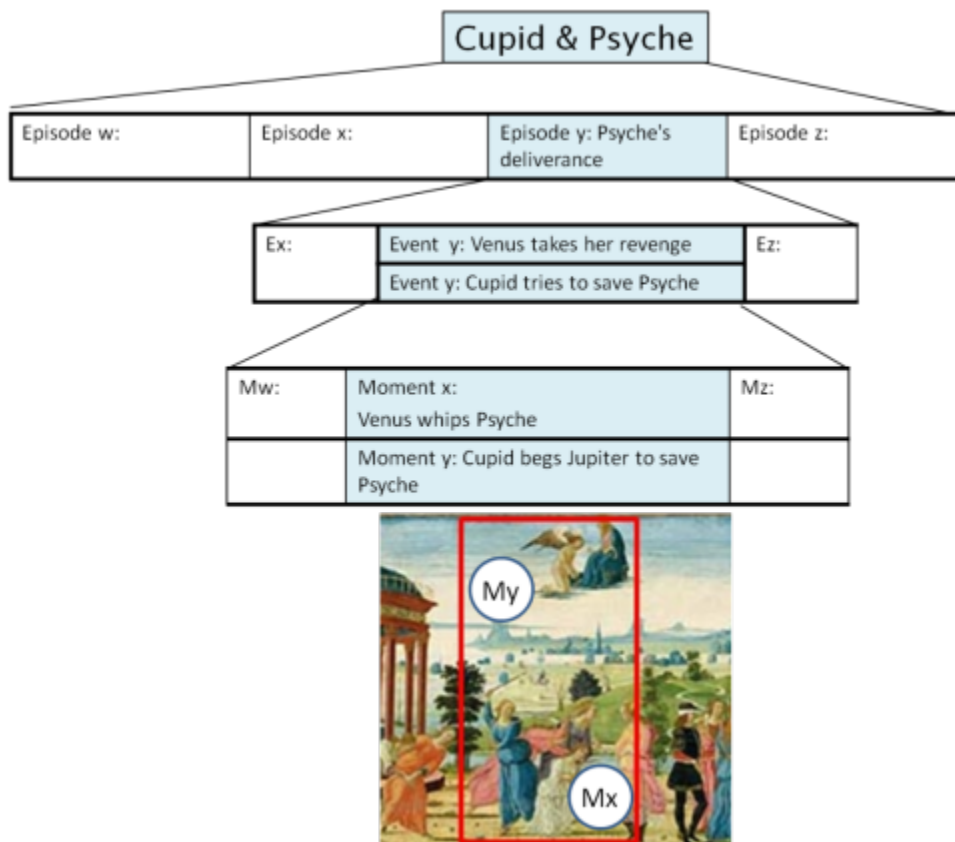 Cupid & Psyche
Episode w:
Episode x:
Episode y: Psyche's
deliverance
Episode z:
Ex:
Event y: Venus takes her revenge
Event y: Cupid tries to save Psyche
Ez:
Mw:
Moment x:
Venus whips Psyche
Mz:
Moment y: Cupid begs Jupiter to save
Psyche
My
Mx